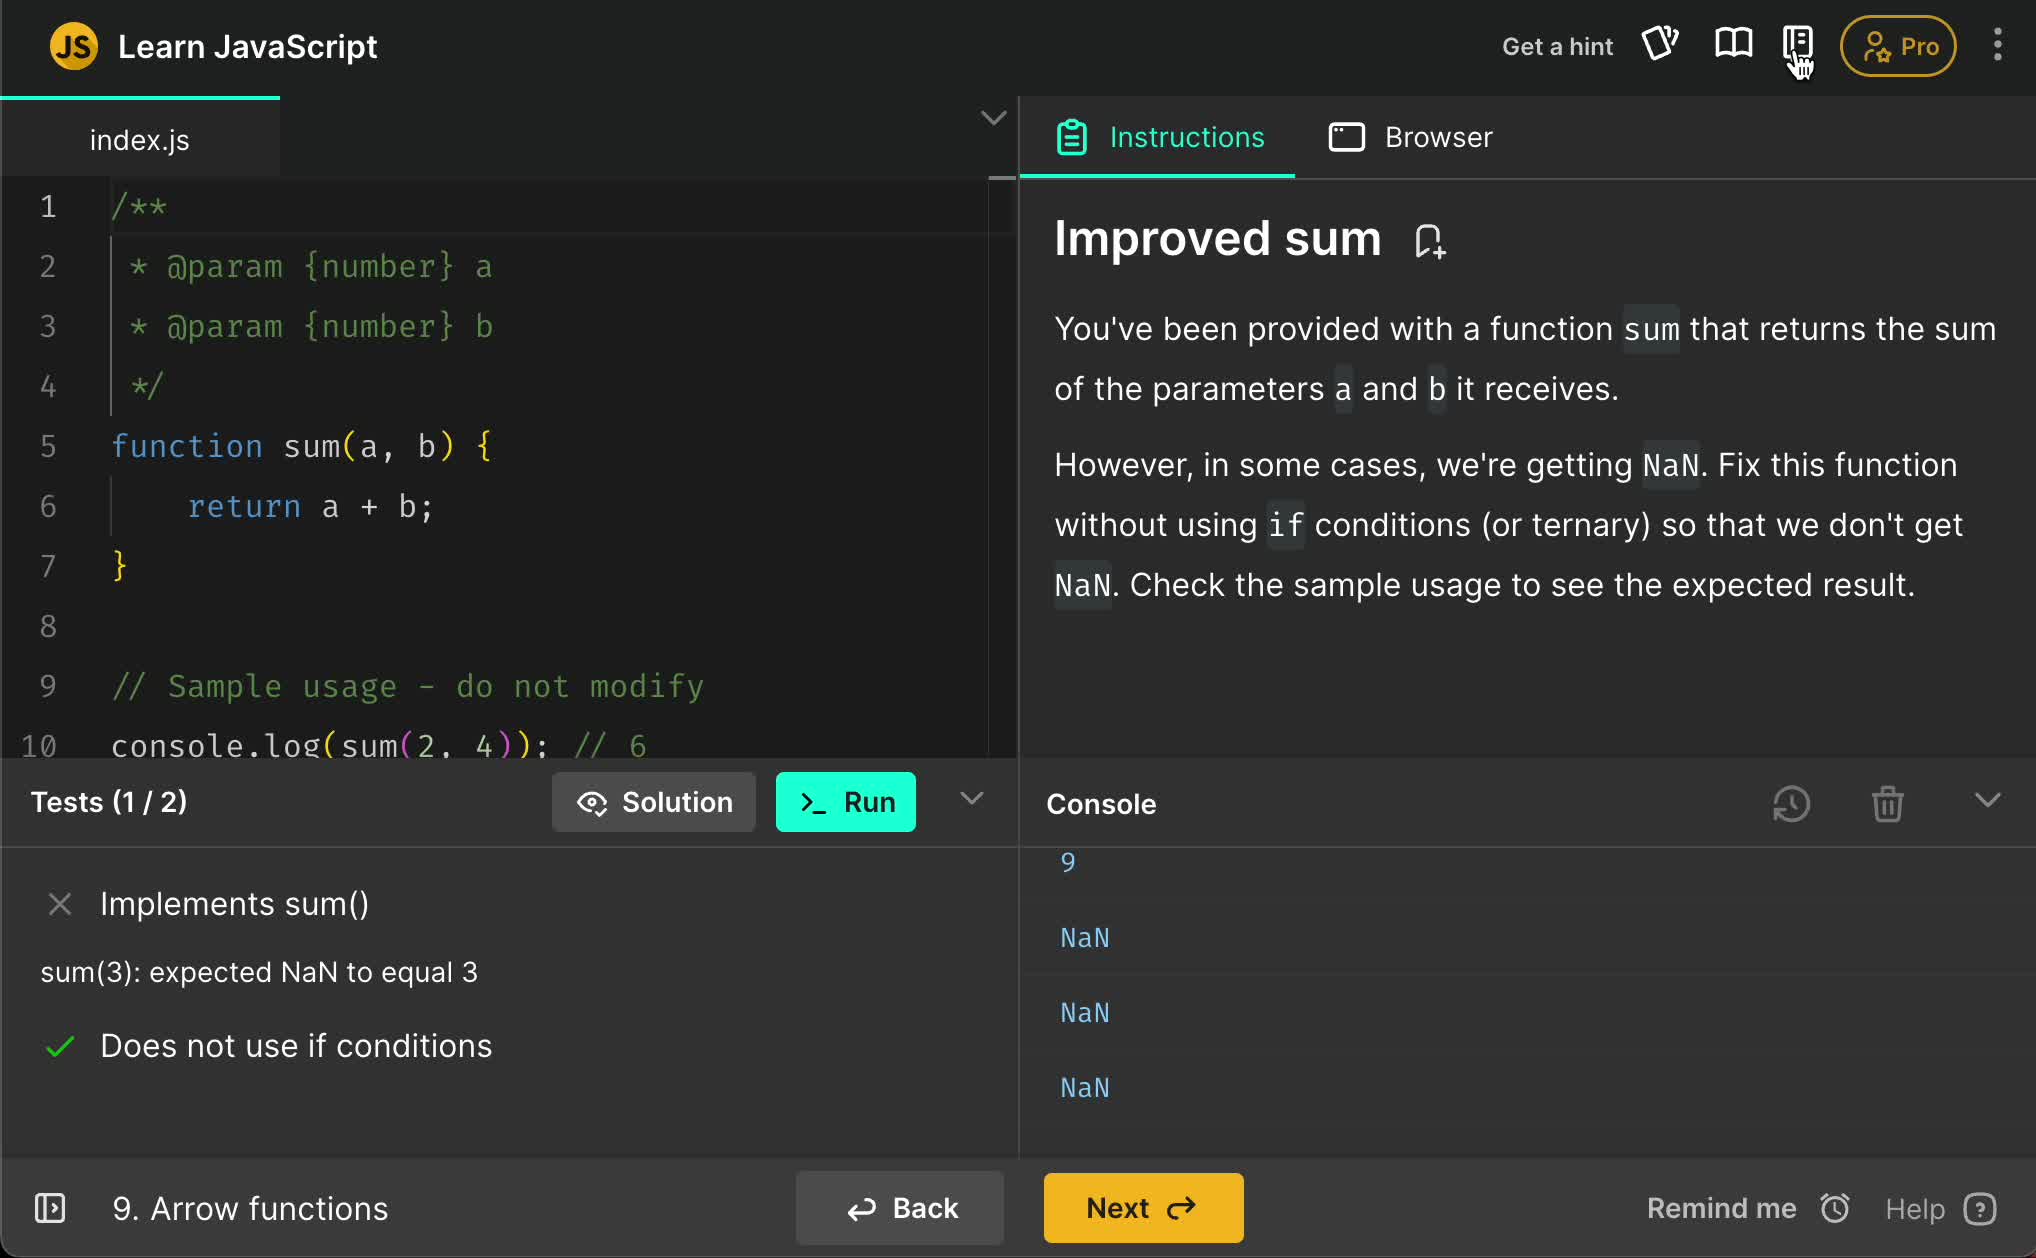 JS Learn JavaScript
Get a hint
Pro
index.js
1 /**
2 * @param {number} a
3 * @param {number} b
4 */
5 function sum(a, b) {
6 return a + b;
7 }
8
9 // Sample usage - do not modify
10 console.log(sum(2, 4)); // 6
Instructions
Browser
Improved sum
You've been provided with a function sum that returns the sum
of the parameters a and b it receives.
However, in some cases, we're getting NaN. Fix this function
without using if conditions (or ternary) so that we don't get
NaN. Check the sample usage to see the expected result.
Tests (1 / 2)
Solution
>_ Run
Implements sum()
sum(3): expected NaN to equal 3
Does not use if conditions
Console
9
NaN
NaN
NaN
9. Arrow functions
Back
Next
Remind me
Help ?